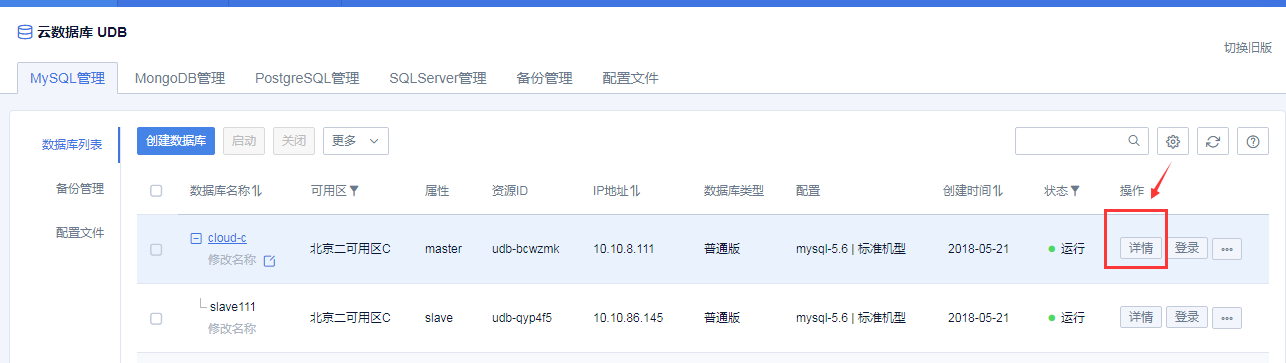 云数据库 UDB
切换旧版
MySQL管理 MongoDB管理 PostgreSQL管理 SQLServer管理 备份管理 配置文件
数据库列表 创建数据库 启动 关闭 更多
备份管理 数据库名称 可用区 属性 资源ID IP地址 数据库类型 配置 创建时间 状态 操作
配置文件
cloud-c 北京二可用区C master udb-bcwzmk 10.10.8.111 普通版 mysql-5.6 | 标准机型 2018-05-21 运行 详情 登录 ...
修改名称
slave111 北京二可用区C slave udb-qyp4f5 10.10.86.145 普通版 mysql-5.6 | 标准机型 2018-05-21 运行 详情 登录 ...
修改名称